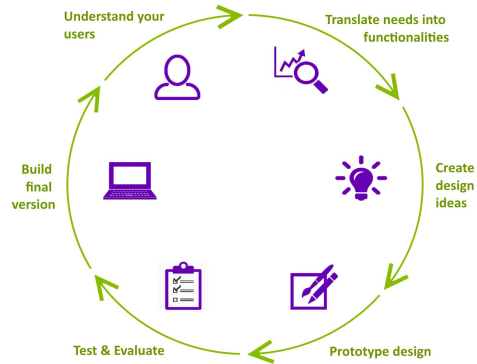 Understand your
users
Translate needs into
functionalities
Create
design
ideas
Prototype design
Test & Evaluate
Build
final
version